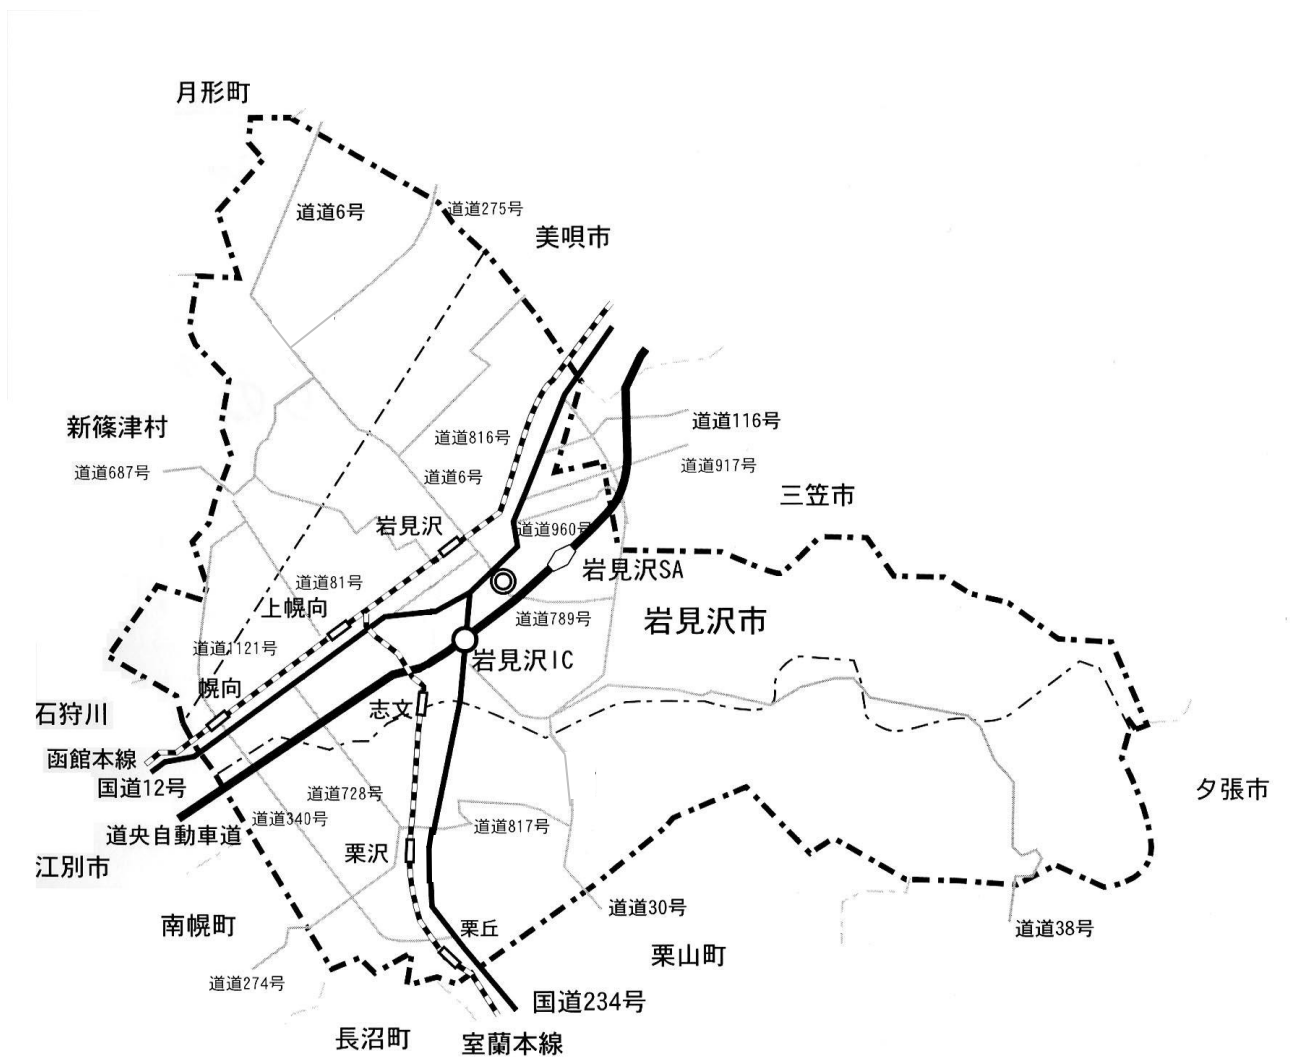 月形町
道道6号
道道275号
美唄市
新篠津村
道道687号
道道816号
道道116号
道道6号
道道917号
三笠市
岩見沢
道道960号
岩見沢SA
道道81号
上幌向
道道789号
岩見沢市
道道1121号
岩見沢IC
幌向
石狩川
志文
函館本線
国道12号
夕張市
道道728号
道道340号
道道817号
道央自動車道
栗沢
江別市
道道30号
南幌町
栗丘
道道38号
栗山町
道道274号
国道234号
長沼町
室蘭本線